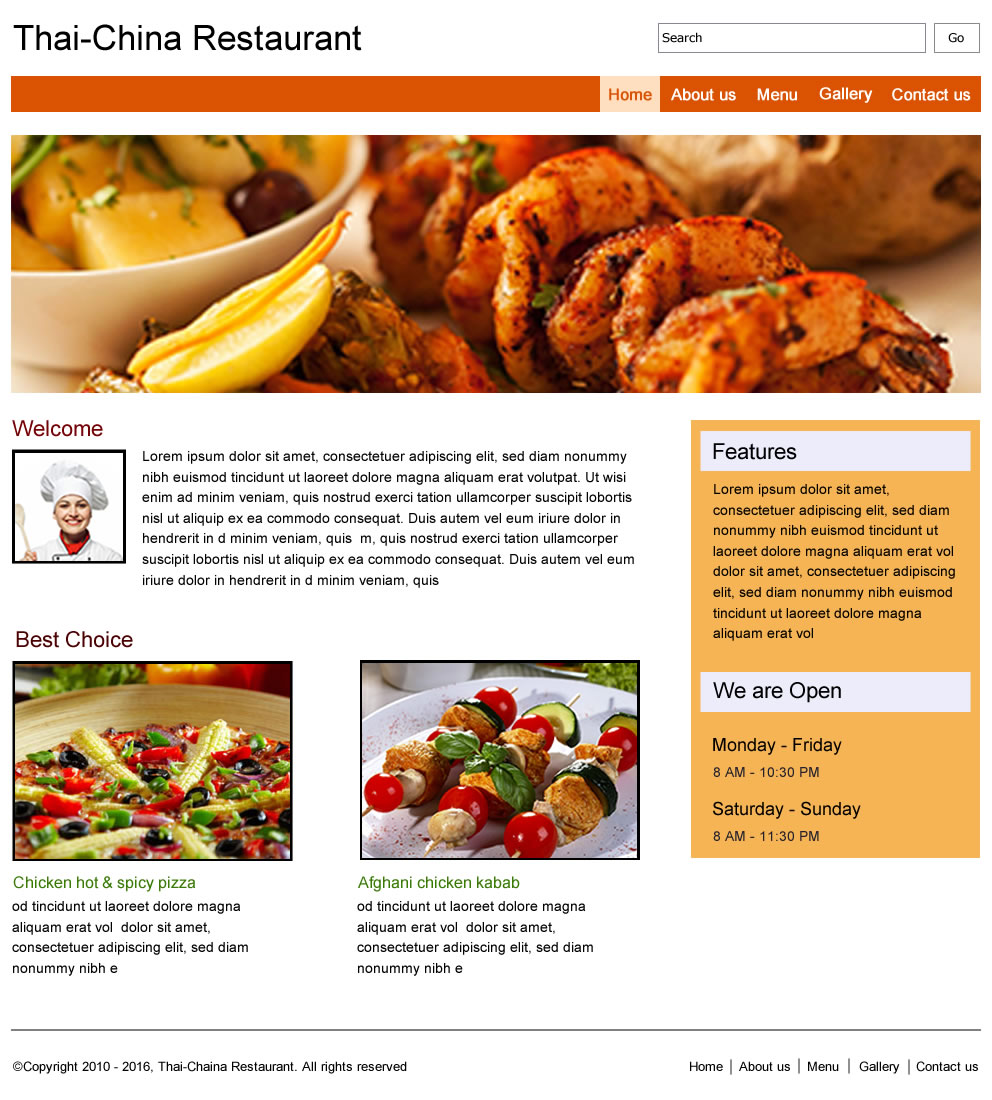 Thai-China Restaurant
Search
Go
Home
About us
Menu
Gallery
Contact us
Welcome
Lorem ipsum dolor sit amet, consectetuer adipiscing elit, sed diam nonummy
nibh euismod tincidunt ut laoreet dolore magna aliquam erat volutpat. Ut wisi
enim ad minim veniam, quis nostrud exerci tation ullamcorper suscipit lobortis
nisl ut aliquip ex ea commodo consequat. Duis autem vel eum iriure dolor in
hendrerit in d minim veniam, quis  m, quis nostrud exerci tation ullamcorper
suscipit lobortis nisl ut aliquip ex ea commodo consequat. Duis autem vel eum
iriure dolor in hendrerit in d minim veniam, quis
Best Choice
Chicken hot & spicy pizza
od tincidunt ut laoreet dolore magna
aliquam erat vol  dolor sit amet,
consectetuer adipiscing elit, sed diam
nonummy nibh e
Afghani chicken kabab
od tincidunt ut laoreet dolore magna
aliquam erat vol  dolor sit amet,
consectetuer adipiscing elit, sed diam
nonummy nibh e
Features
Lorem ipsum dolor sit amet,
consectetuer adipiscing elit, sed diam
nonummy nibh euismod tincidunt ut
laoreet dolore magna aliquam erat vol
dolor sit amet, consectetuer adipiscing
elit, sed diam nonummy nibh euismod
tincidunt ut laoreet dolore magna
aliquam erat vol
We are Open
Monday - Friday
8 AM - 10:30 PM
Saturday - Sunday
8 AM - 11:30 PM
©Copyright 2010 - 2016, Thai-Chaina Restaurant. All rights reserved
Home | About us | Menu | Gallery | Contact us